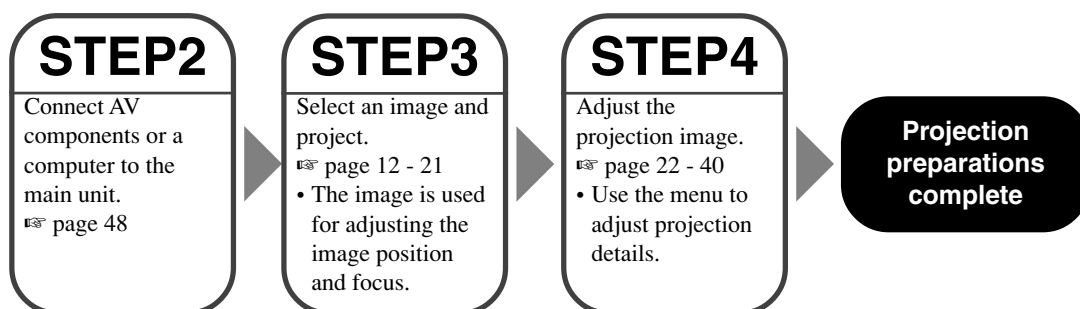 STEP2
Connect AV
components or a
computer to the
main unit.
☞ page 48
STEP3
Select an image and
project.
☞ page 12 - 21
• The image is used
for adjusting the
image position
and focus.
STEP4
Adjust the
projection image.
☞ page 22 - 40
• Use the menu to
adjust projection
details.
Projection
preparations
complete